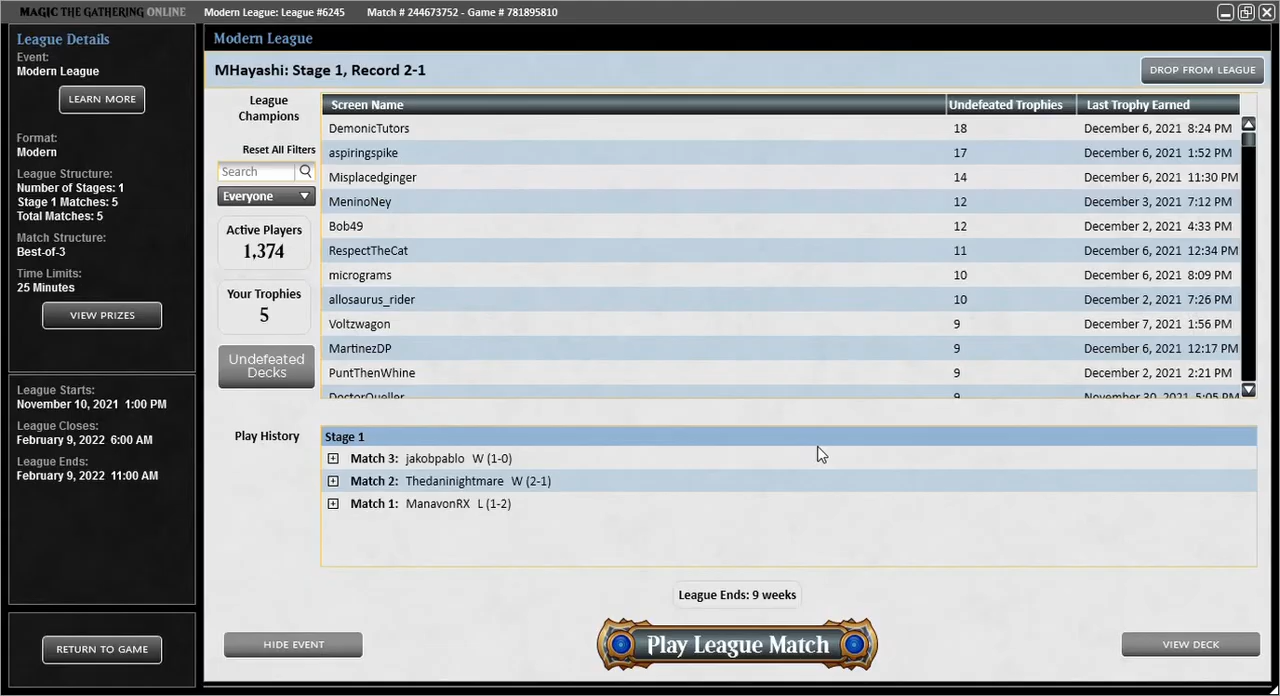 MAGIC THE GATHERING ONLINE
Modern League: League #6245
Match # 244673752 - Game # 781895810
League Details
Event:
Modern League
LEARN MORE
Format:
Modern
League Structure:
Number of Stages: 1
Stage 1 Matches: 5
Total Matches: 5
Match Structure:
Best-of-3
Time Limits:
25 Minutes
VIEW PRIZES
League Starts:
November 10, 2021 1:00 PM
League Closes:
February 9, 2022 6:00 AM
League Ends:
February 9, 2022 11:00 AM
RETURN TO GAME
Modern League
MHayashi: Stage 1, Record 2-1
DROP FROM LEAGUE
League
Champions
Reset All Filters
Search
Everyone
Active Players
1,374
Your Trophies
5
Undefeated
Decks
Screen Name Undefeated Trophies Last Trophy Earned
DemonicTutors 18 December 6, 2021 8:24 PM
aspiringspike 17 December 6, 2021 1:52 PM
Misplacedginger 14 December 6, 2021 11:30 PM
MeninoNey 12 December 3, 2021 7:12 PM
Bob49 12 December 2, 2021 4:33 PM
RespectTheCat 11 December 6, 2021 12:34 PM
micrograms 10 December 6, 2021 8:09 PM
allosaurus_rider 10 December 2, 2021 7:26 PM
Voltzwagon 9 December 7, 2021 1:56 PM
MartinezDP 9 December 6, 2021 12:17 PM
PuntThenWhine 9 December 2, 2021 2:21 PM
DoctorQueller 9 November 30, 2021 5:05 PM
Play History
Stage 1
Match 3: jakobpablo W (1-0)
Match 2: Thedaninightmare W (2-1)
Match 1: ManavonRX L (1-2)
League Ends: 9 weeks
HIDE EVENT
Play League Match
VIEW DECK